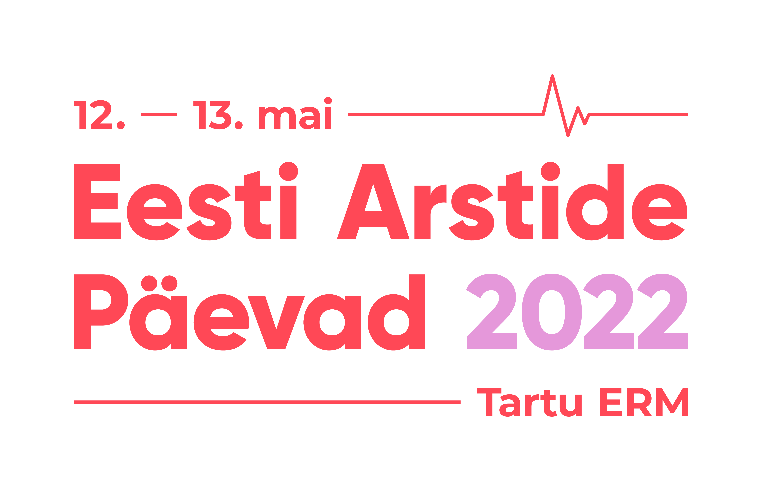 12. — 13. mai
Eesti Arstide
Päevad 2022
Tartu ERM